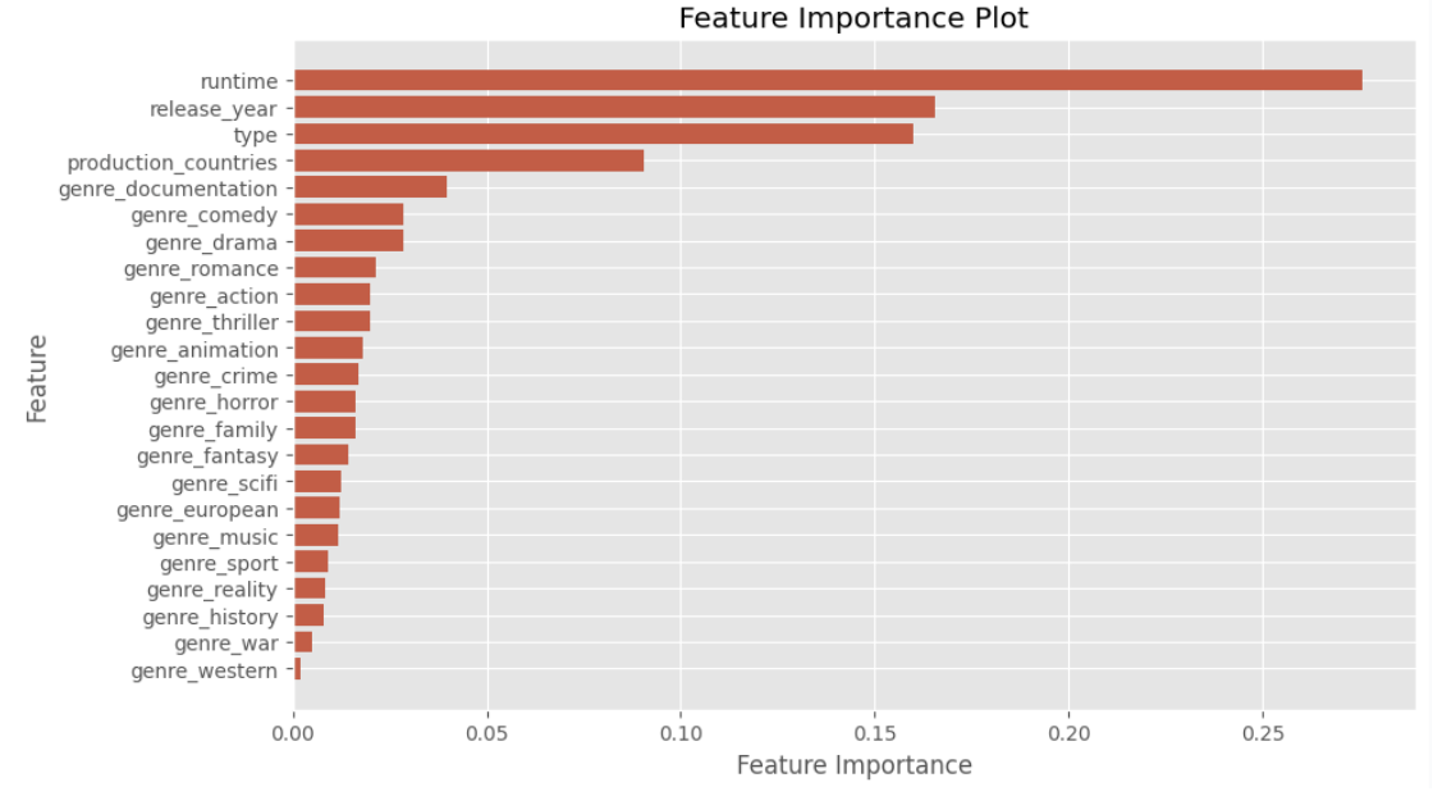 Feature Importance Plot
runtime
release_year
type
production_countries
genre_documentation
genre_comedy
genre_drama
genre_romance
genre_action
genre_thriller
genre_animation
genre_crime
genre_horror
genre_family
genre_fantasy
genre_scifi
genre_european
genre_music
genre_sport
genre_reality
genre_history
genre_war
genre_western
Feature
0.00 0.05 0.10 0.15 0.20 0.25
Feature Importance